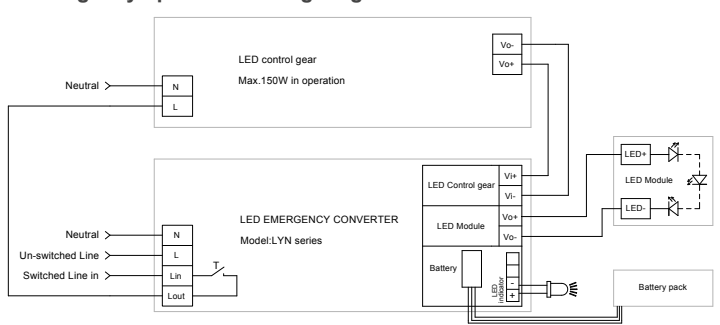 LED control gear
Max.150W in operation
Neutral
N
L
Vo-
Vo+
LED EMERGENCY CONVERTER
Model:LYN series
Neutral
Un-switched Line
Switched Line in
N
L
Lin
Lout
T
LED Control gear
Vi+
Vi-
LED Module
Vo+
Vo-
Battery
LED
indicator
-
+
LED+
LED Module
LED-
Battery pack